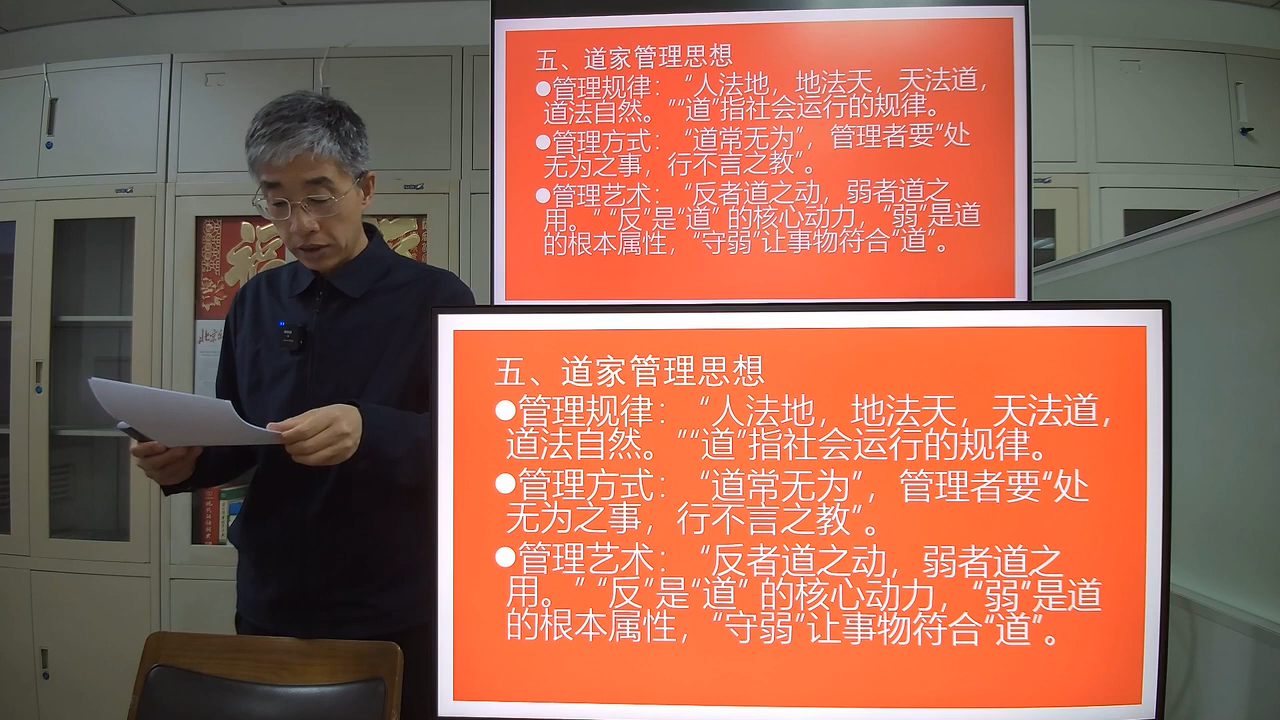 五、道家管理思想
●管理规律：“人法地，地法天，天法道，
道法自然。”“道”指社会运行的规律。
●管理方式：“道常无为”，管理者要“处
无为之事，行不言之教”。
●管理艺术：“反者道之动，弱者道之
用。” “反”是“道” 的核心动力，“弱”是道
的根本属性，“守弱”让事物符合“道”。
福
北京
五、道家管理思想
●管理规律：“人法地，地法天，天法道，
道法自然。”“道”指社会运行的规律。
●管理方式：“道常无为”，管理者要“处
无为之事，行不言之教”。
●管理艺术：“反者道之动，弱者道之
用。” “反”是“道” 的核心动力，“弱”是道
的根本属性，“守弱”让事物符合“道”。